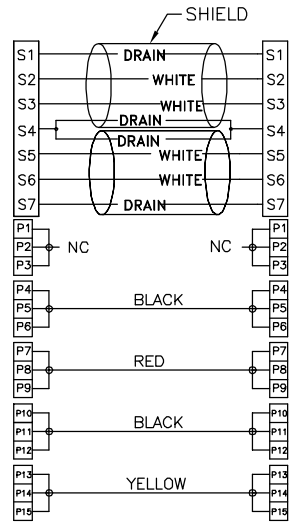 SHIELD
S1 DRAIN S1
S2 WHITE S2
S3 WHITE S3
S4 DRAIN S4
DRAIN
S5 WHITE S5
S6 WHITE S6
S7 DRAIN S7
P1 P1
P2 NC NC P2
P3 P3
P4 P4
P5 BLACK P5
P6 P6
P7 P7
P8 RED P8
P9 P9
P10 P10
P11 BLACK P11
P12 P12
P13 P13
P14 YELLOW P14
P15 P15